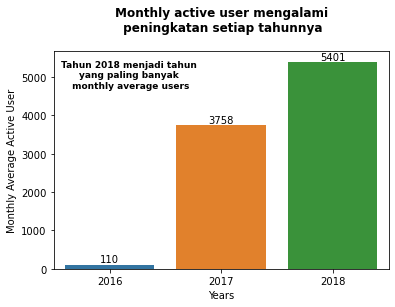 Monthly active user mengalami
peningkatan setiap tahunnya
Tahun 2018 menjadi tahun
yang paling banyak
monthly average users
5401
3758
110
5000
4000
3000
2000
1000
0
Monthly Average Active User
2016
2017
2018
Years